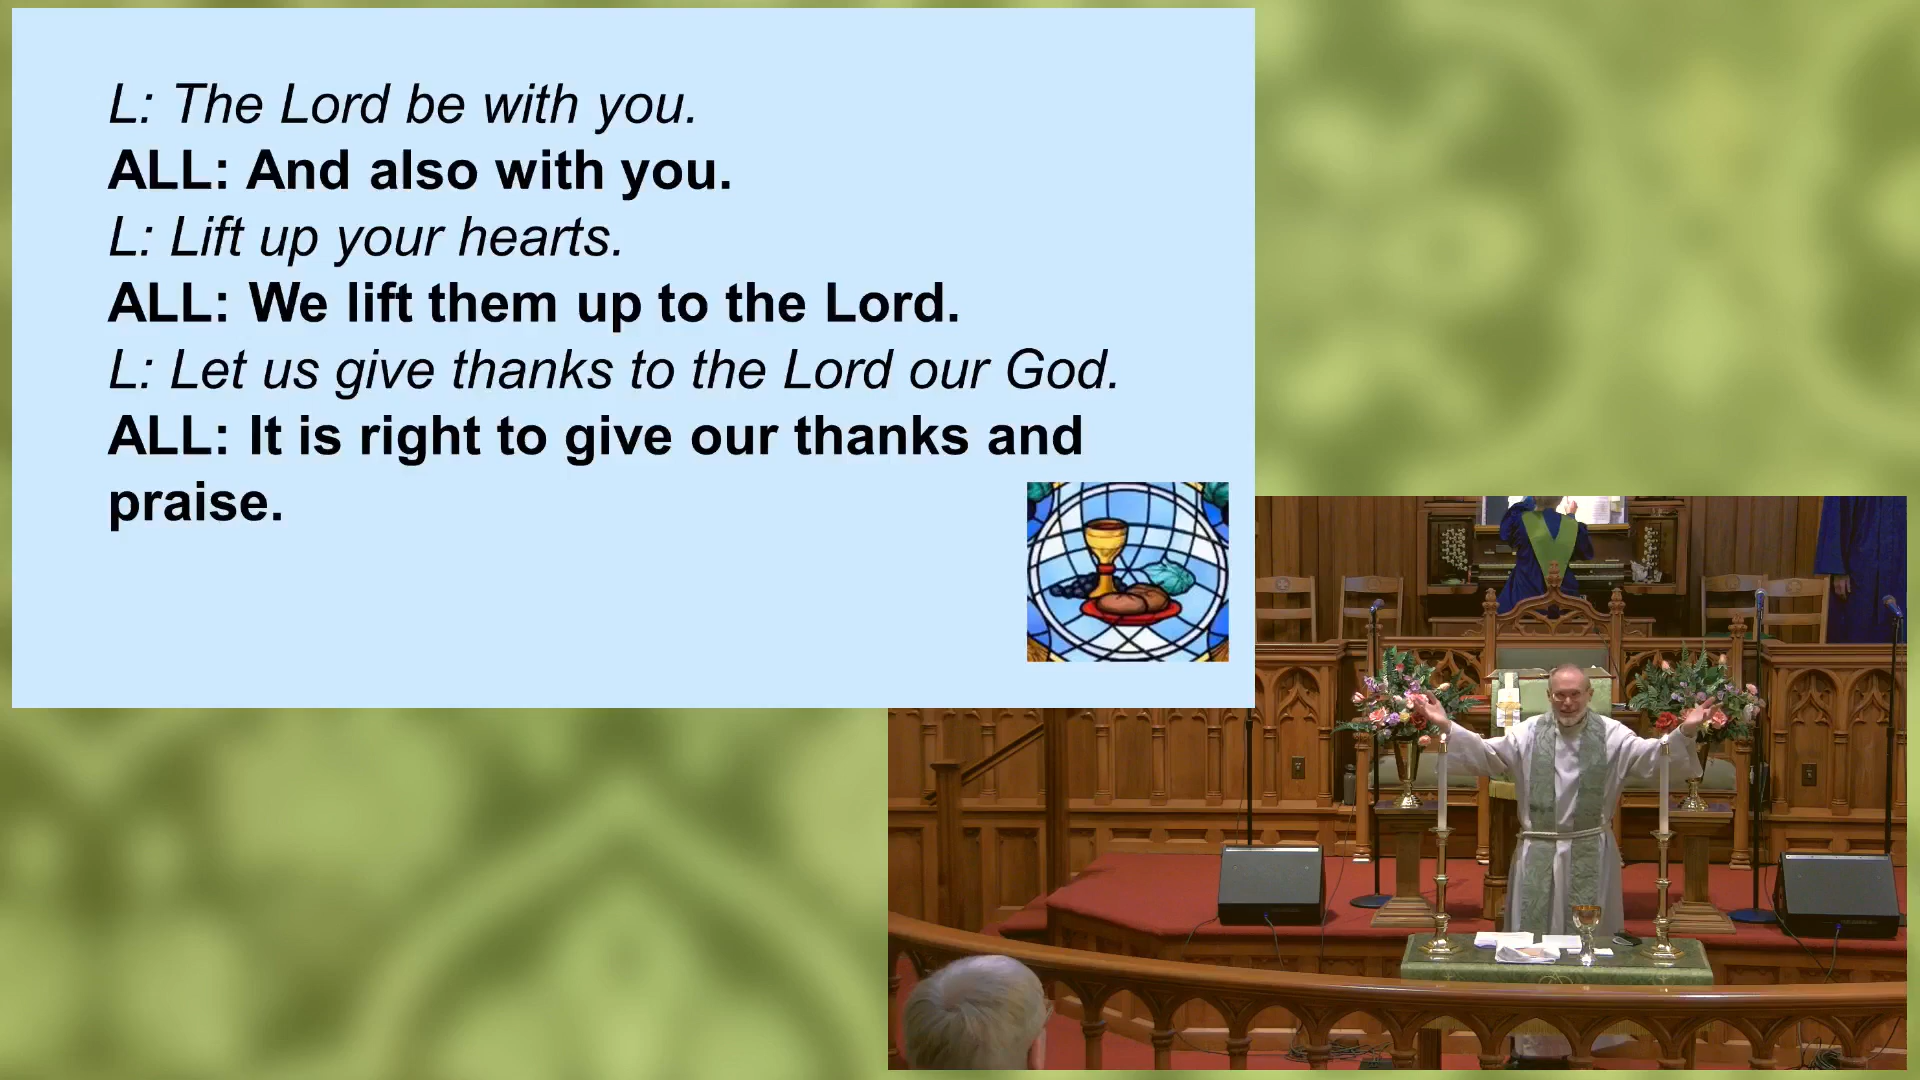 L: The Lord be with you.
ALL: And also with you.
L: Lift up your hearts.
ALL: We lift them up to the Lord.
L: Let us give thanks to the Lord our God.
ALL: It is right to give our thanks and
praise.